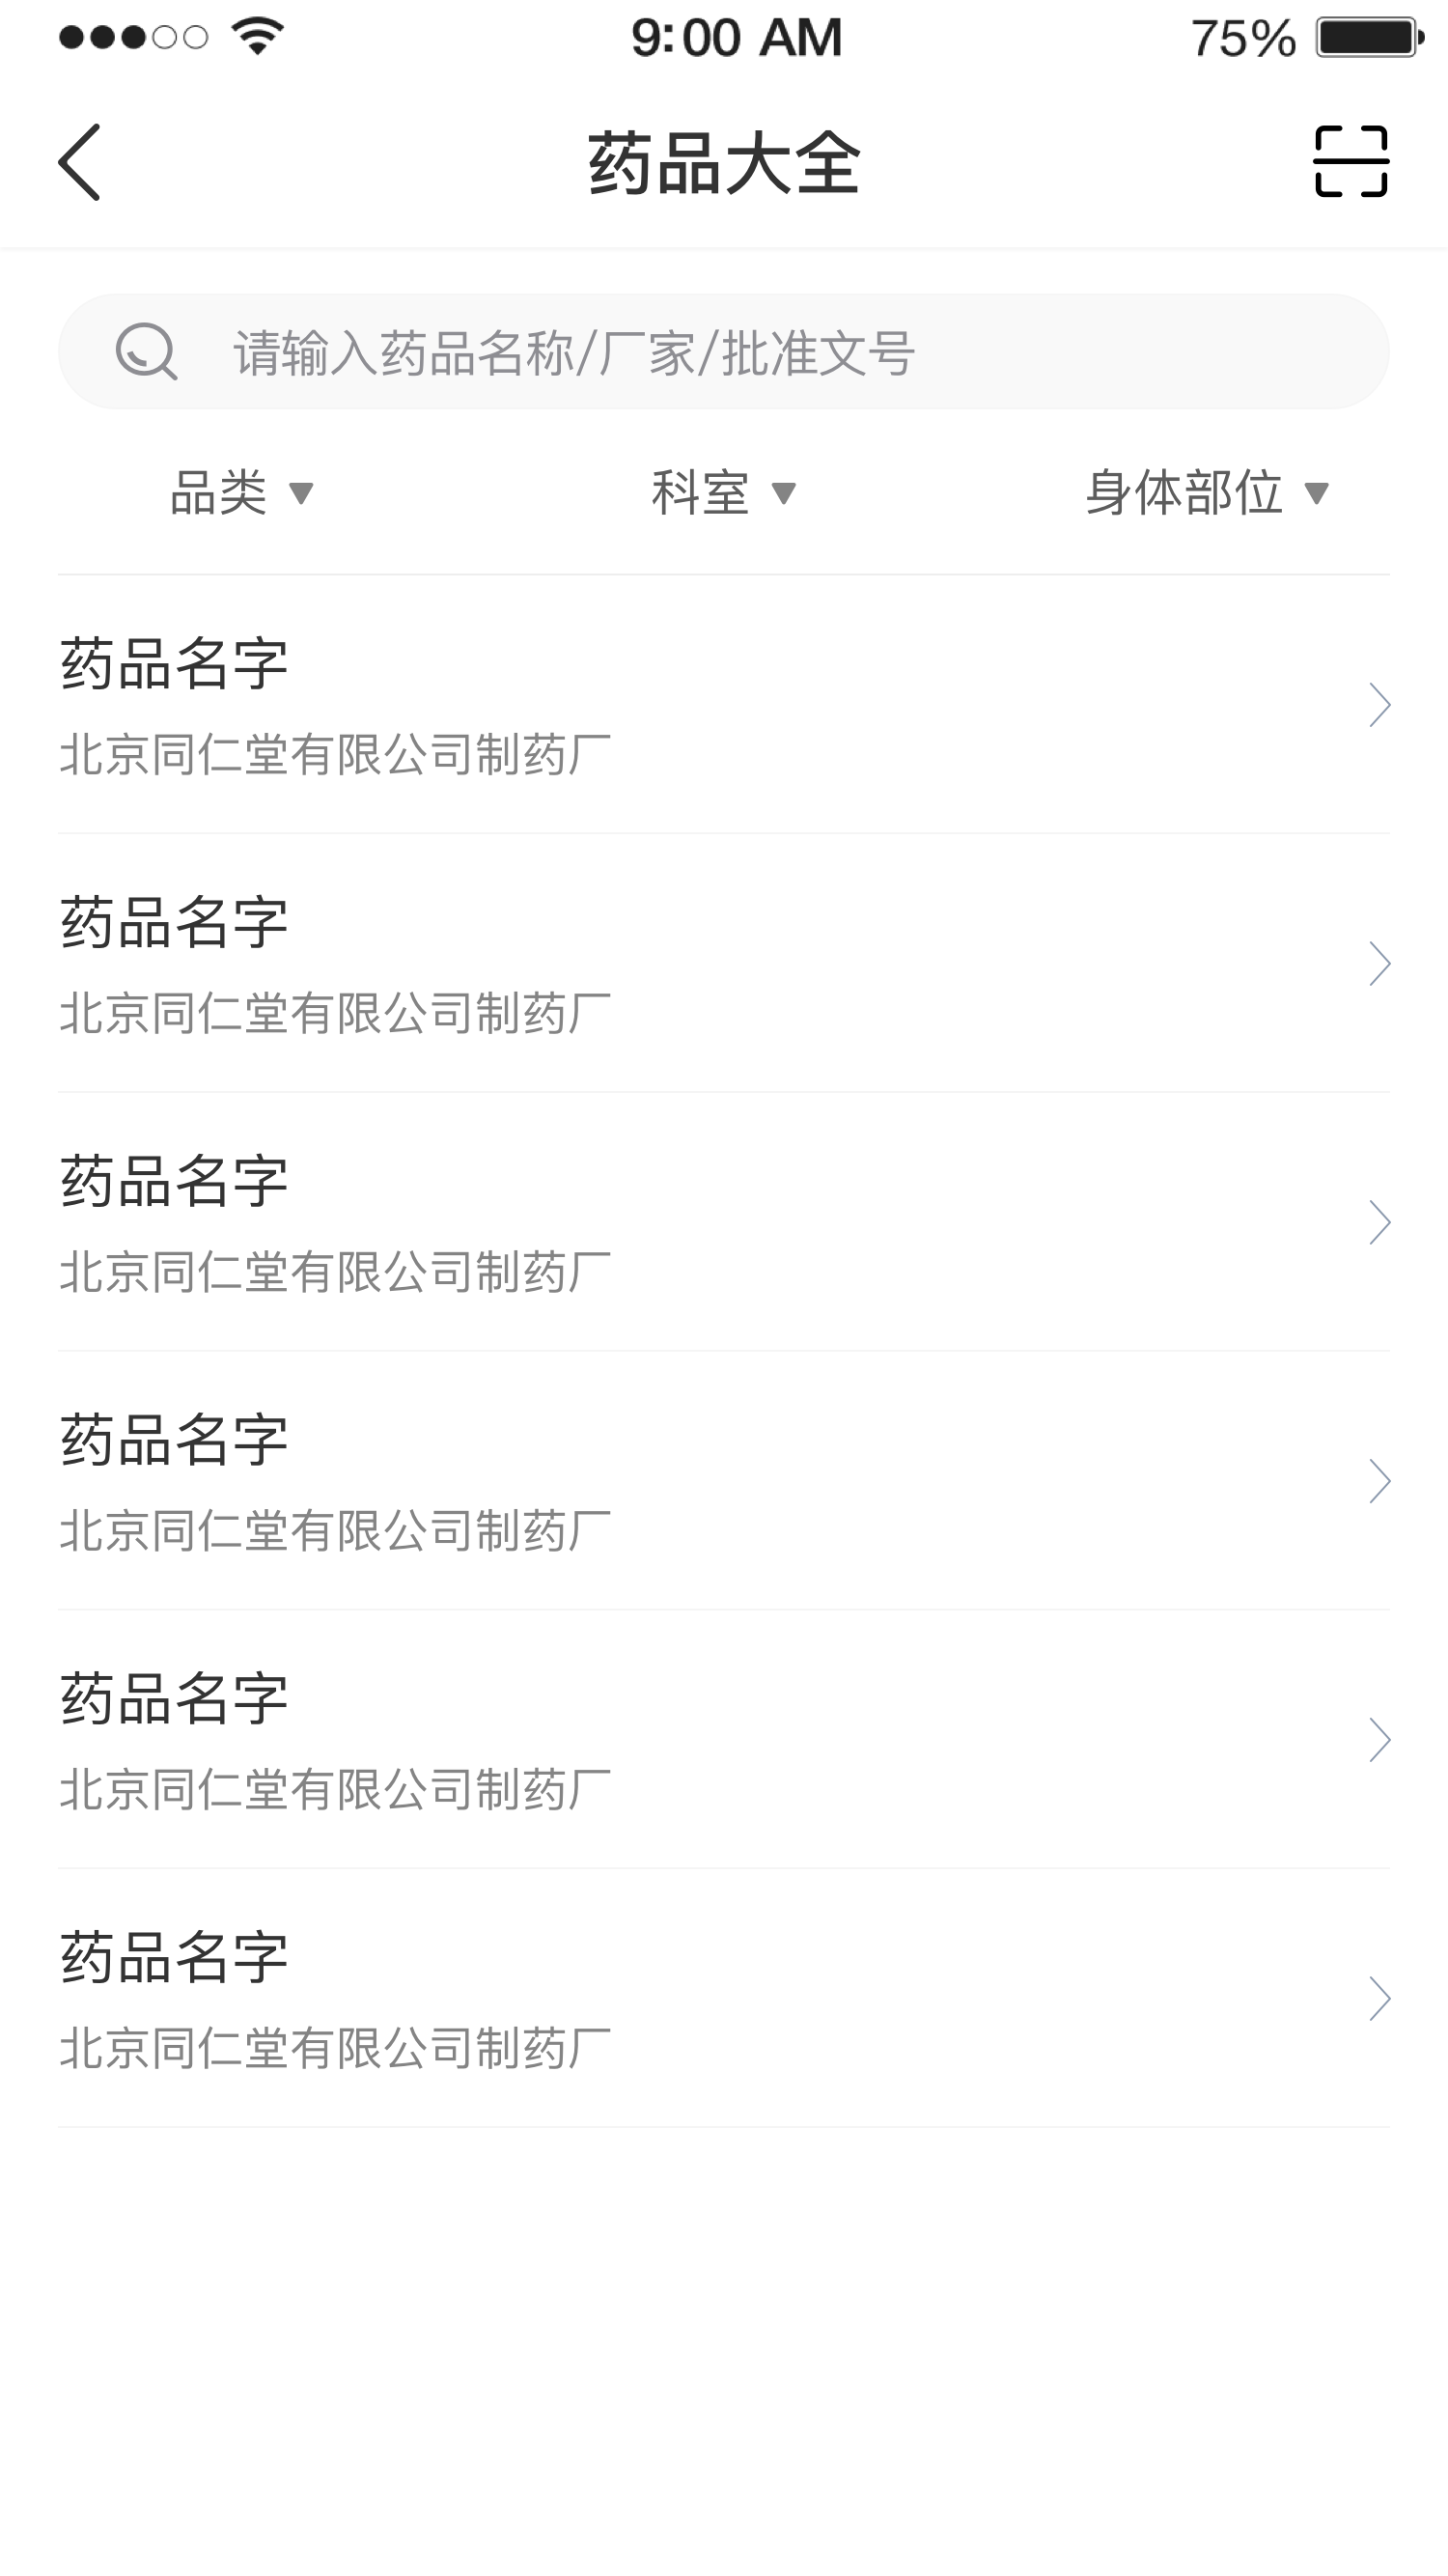 9:00 AM 75%
药品大全
请输入药品名称/厂家/批准文号
品类 科室 身体部位
药品名字
北京同仁堂有限公司制药厂
药品名字
北京同仁堂有限公司制药厂
药品名字
北京同仁堂有限公司制药厂
药品名字
北京同仁堂有限公司制药厂
药品名字
北京同仁堂有限公司制药厂
药品名字
北京同仁堂有限公司制药厂